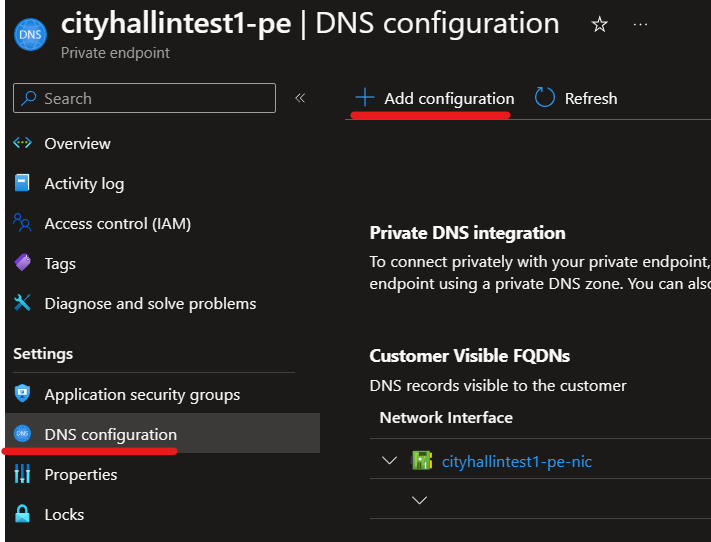 DNS
cityhallintest1-pe | DNS configuration
Private endpoint
Search
Add configuration
Refresh
Overview
Activity log
Access control (IAM)
Tags
Diagnose and solve problems
Settings
Application security groups
DNS
DNS configuration
Properties
Locks
Private DNS integration
To connect privately with your private endpoint,
endpoint using a private DNS zone. You can also
Customer Visible FQDNs
DNS records visible to the customer
Network Interface
cityhallintest1-pe-nic